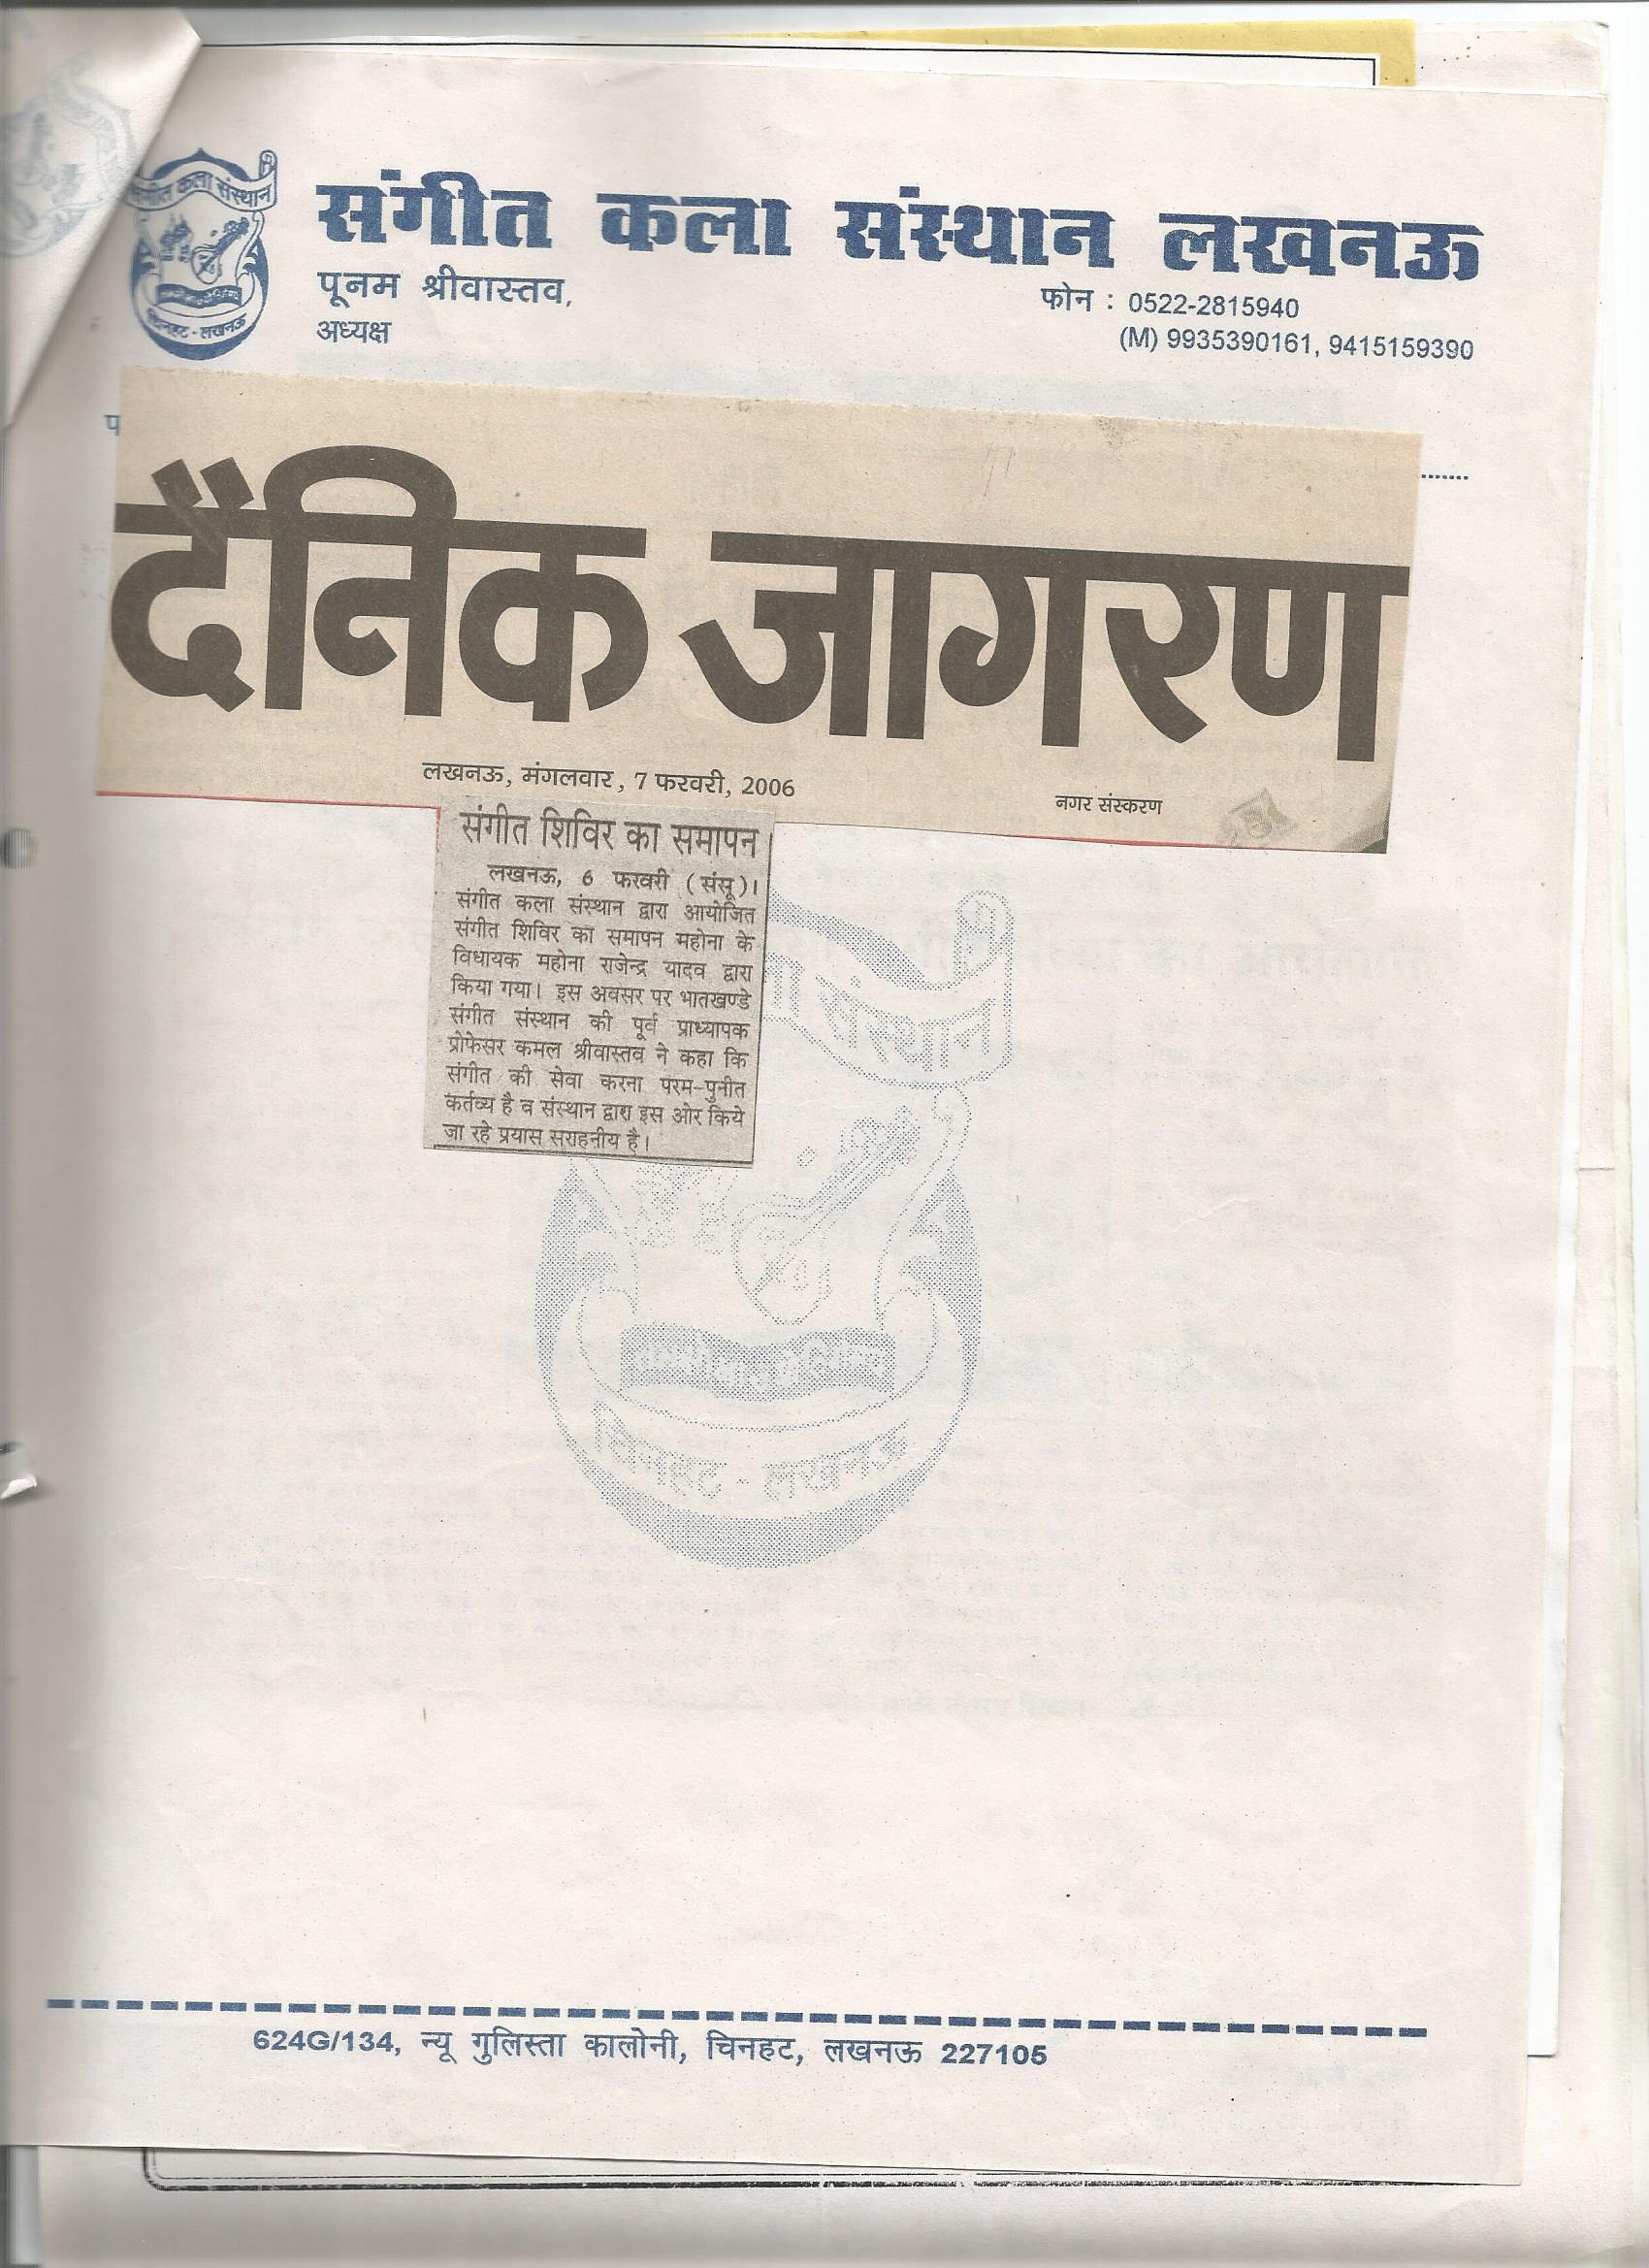 संगीत कला संस्थान
चिनहट - लखनऊ
संगीत कला संस्थान लखनऊ
पूनम श्रीवास्तव,
अध्यक्ष
फोन : 0522-2815940
(M) 9935390161, 9415159390
दैनिक जागरण
लखनऊ, मंगलवार, 7 फरवरी, 2006
नगर संस्करण
संगीत शिविर का समापन
लखनऊ, 6 फरवरी (संसू)।
संगीत कला संस्थान द्वारा आयोजित
संगीत शिविर का समापन महोना के
विधायक महोना राजेन्द्र यादव द्वारा
किया गया। इस अवसर पर भातखण्डे
संगीत संस्थान की पूर्व प्राध्यापक
प्रोफेसर कमल श्रीवास्तव ने कहा कि
संगीत की सेवा करना परम-पुनीत
कर्तव्य है व संस्थान द्वारा इस ओर किये
जा रहे प्रयास सराहनीय है।
संस्थान
चिनहट - लखनऊ
624G/134, न्यू गुलिस्ता कालोनी, चिनहट, लखनऊ 227105